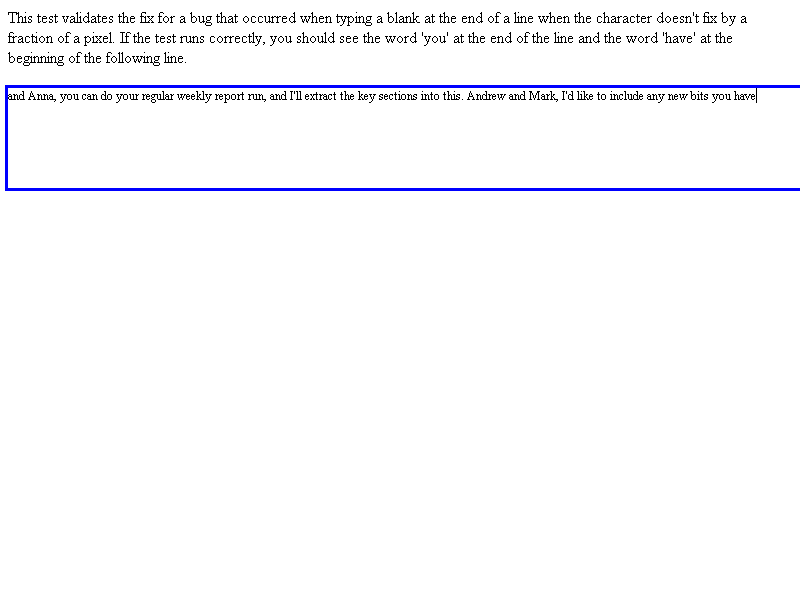 This test validates the fix for a bug that occurred when typing a blank at the end of a line when the character doesn't fix by a
fraction of a pixel. If the test runs correctly, you should see the word 'you' at the end of the line and the word 'have' at the
beginning of the following line.
and Anna, you can do your regular weekly report run, and I'll extract the key sections into this. Andrew and Mark, I'd like to include any new bits you have